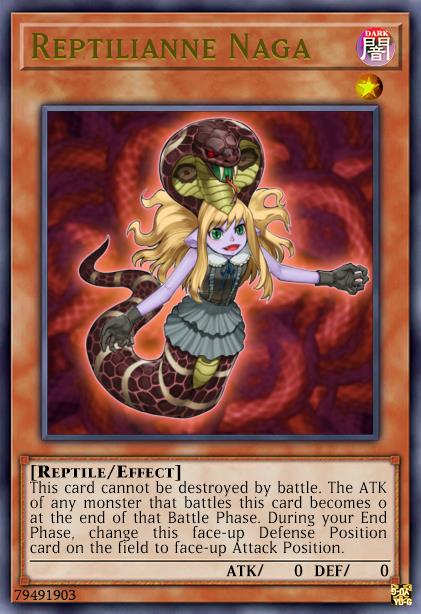 Reptilianne Naga
DARK
闇
[Reptile/Effect]
This card cannot be destroyed by battle. The ATK
of any monster that battles this card becomes 0
at the end of that Battle Phase. During your End
Phase, change this face-up Defense Position
card on the field to face-up Attack Position.
ATK/ 0 DEF/ 0
79491903